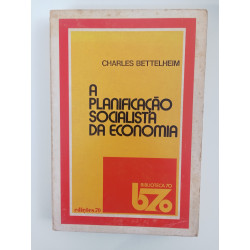 CHARLES BETTELHEIM
A
PLANIFICAÇÃO
SOCIALISTA
DA ECONOMIA
BIBLIOTECA 70
b70
edições 70